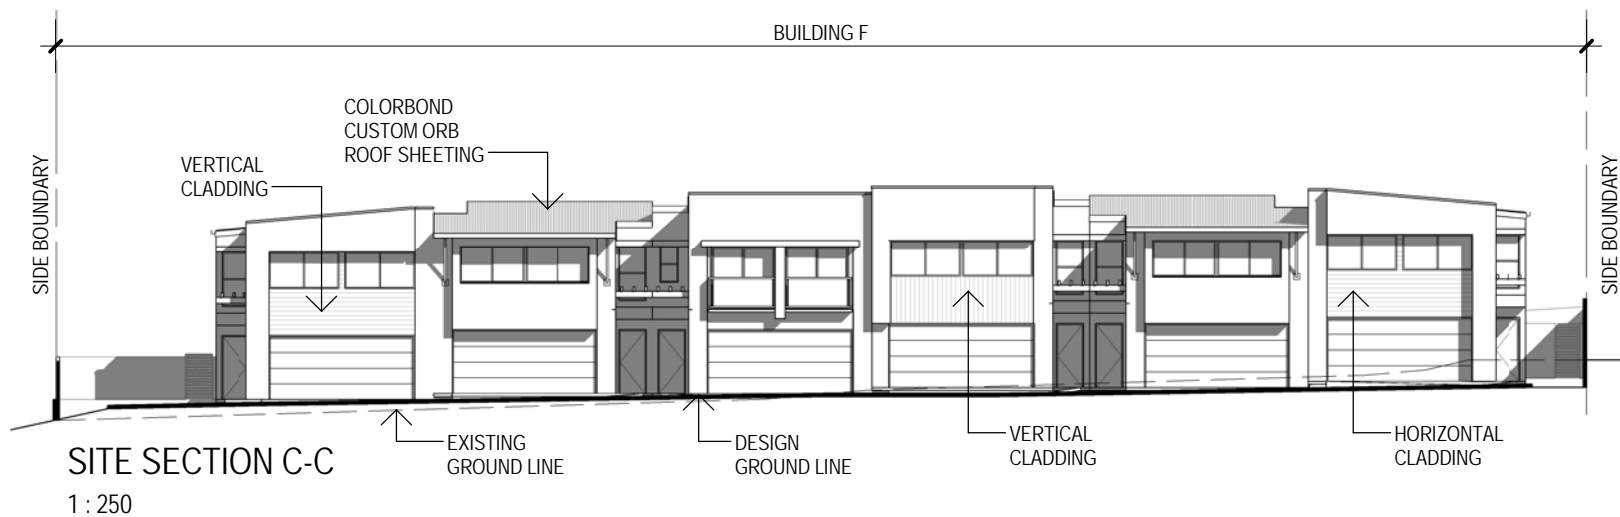 BUILDING F
COLORBOND
CUSTOM ORB
ROOF SHEETING
VERTICAL
CLADDING
SIDE BOUNDARY
SIDE BOUNDARY
EXISTING
GROUND LINE
DESIGN
GROUND LINE
VERTICAL
CLADDING
HORIZONTAL
CLADDING
SITE SECTION C-C
1 : 250